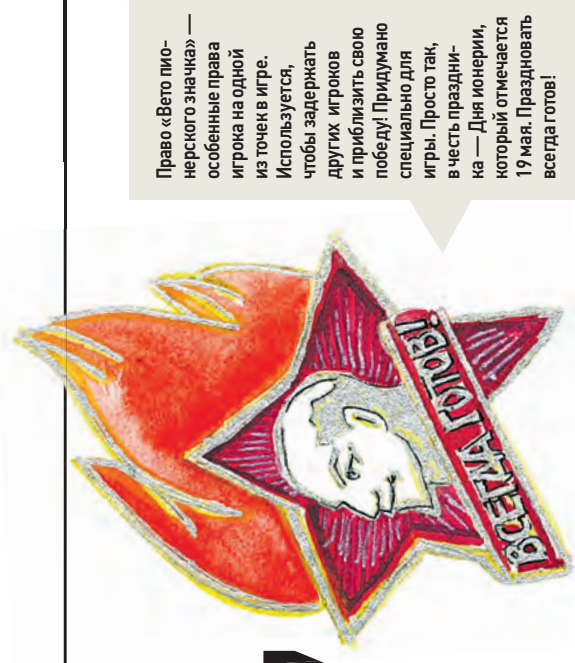 Право «Вето пио-
нерского значка» —
особенные права
игрока на одной
из точек в игре.
Используется,
чтобы задержать
других игроков
и приблизить свою
победу! Придумано
специально для
игры. Просто так,
в честь праздни-
ка — Дня ионерии,
который отмечается
19 мая. Праздновать
всегда готов!
ВСЕГДА ГОТОВ!